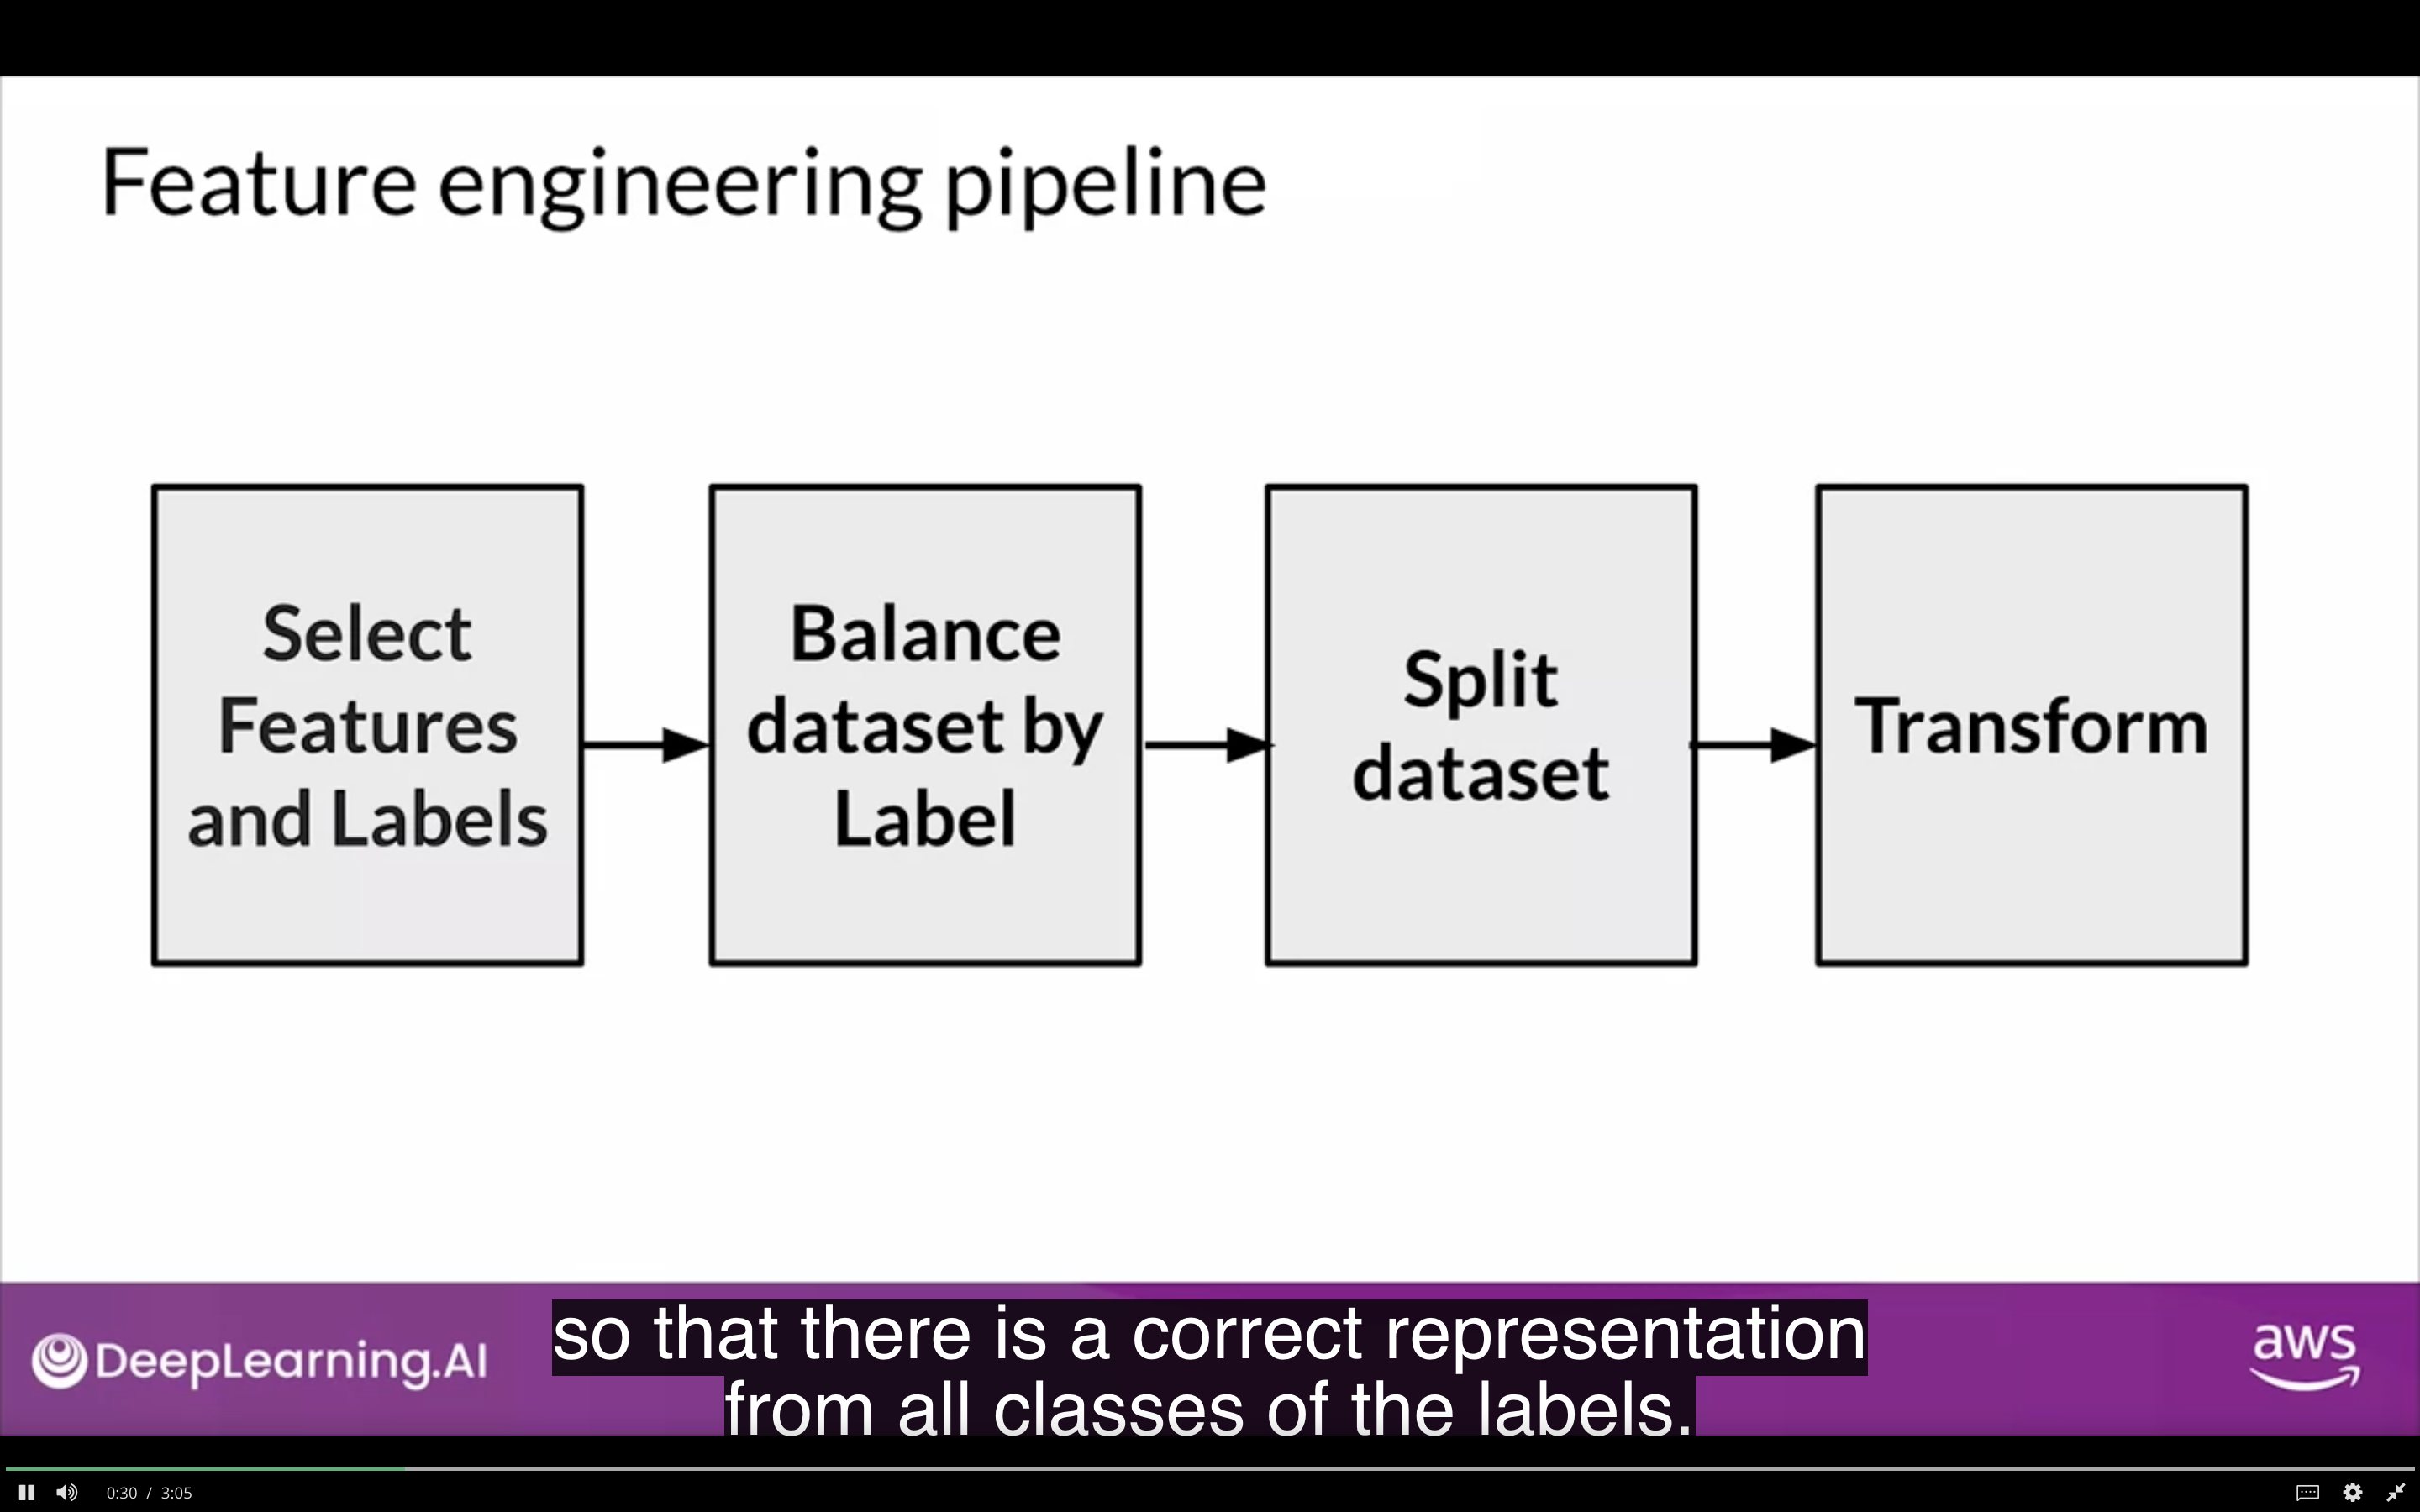 Feature engineering pipeline
Select
Features
and Labels
Balance
dataset by
Label
Split
dataset
Transform
DeepLearning.AI
so that there is a correct representation
from all classes of the labels.
aws
0:30 / 3:05